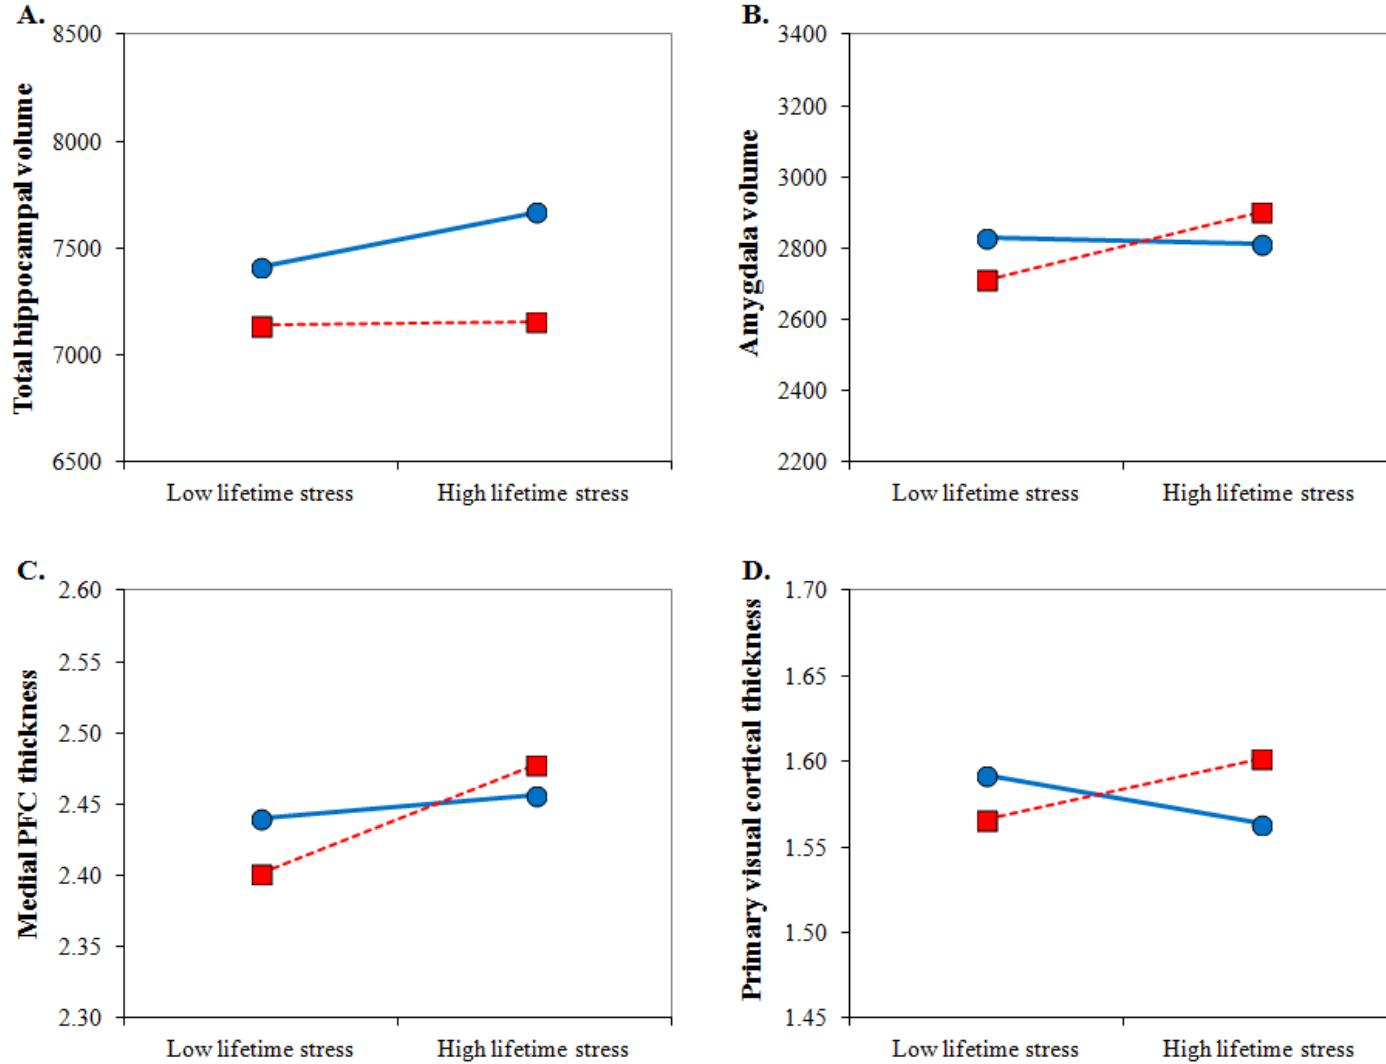 A.
Total hippocampal volume
8500
8000
7500
7000
6500
Low lifetime stress
High lifetime stress
B.
Amygdala volume
3400
3200
3000
2800
2600
2400
2200
Low lifetime stress
High lifetime stress
C.
Medial PFC thickness
2.60
2.55
2.50
2.45
2.40
2.35
2.30
Low lifetime stress
High lifetime stress
D.
Primary visual cortical thickness
1.70
1.65
1.60
1.55
1.50
1.45
Low lifetime stress
High lifetime stress